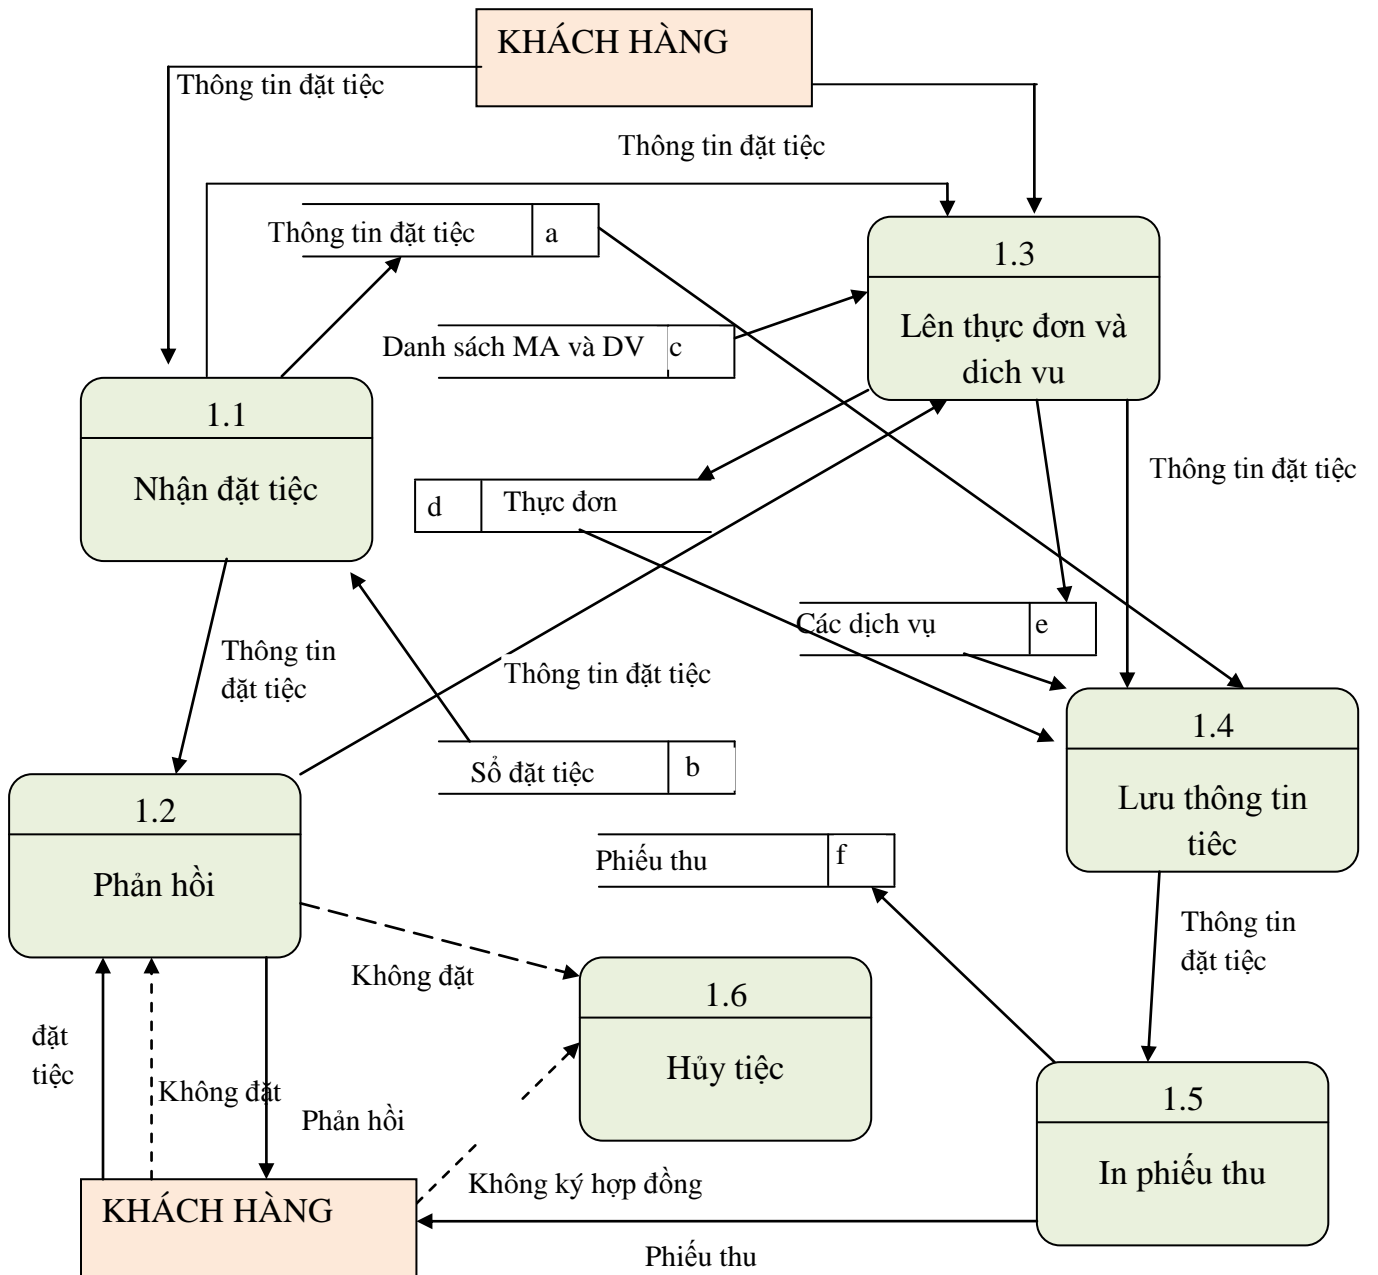 KHÁCH HÀNG
Thông tin đặt tiệc
Thông tin đặt tiệc
Thông tin đặt tiệc
a
1.3
Lên thực đơn và
dich vu
Danh sách MA và DV
c
1.1
Nhận đặt tiệc
Thông tin đặt tiệc
d
Thực đơn
Các dịch vụ
e
Thông tin
đặt tiệc
Thông tin đặt tiệc
1.4
Lưu thông tin
tiêc
Sổ đặt tiệc
b
1.2
Phản hồi
Phiếu thu
f
Thông tin
đặt tiệc
Không đặt
1.6
Hủy tiệc
đặt
tiệc
Không đăt
Phản hồi
1.5
In phiếu thu
Không ký hợp đồng
KHÁCH HÀNG
Phiếu thu